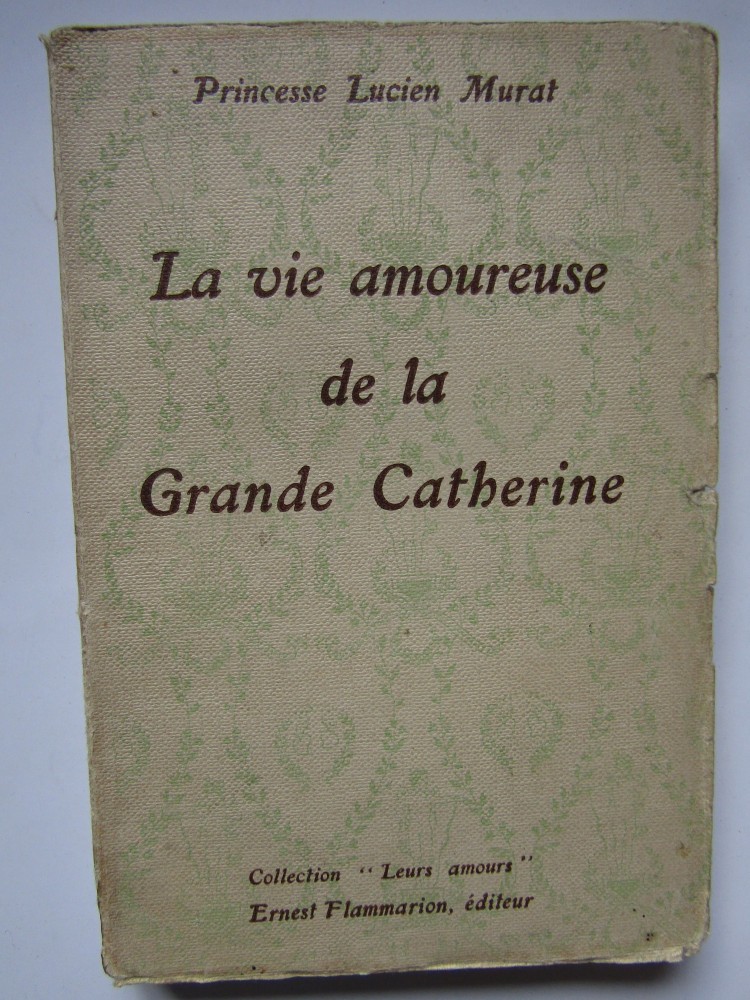 Princesse Lucien Murat
La vie amoureuse
de la
Grande Catherine
Collection "Leurs amours"
Ernest Flammarion, éditeur